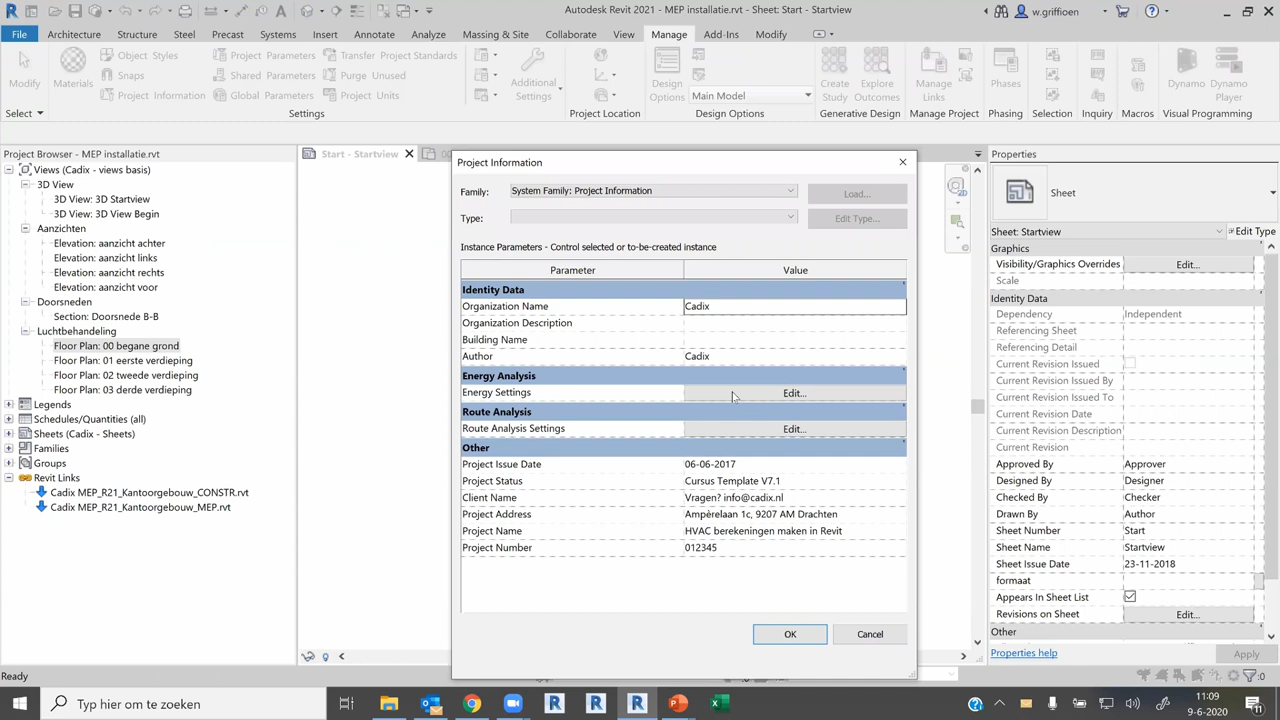 Autodesk Revit 2021 - MEP installatie.rvt - Sheet: Start - Startview
w.griffioen
File Architecture Structure Steel Precast Systems Insert Annotate Analyze Massing & Site Collaborate View Manage Add-Ins Modify
Modify
Materials
Object Styles
Snaps
Project Information
Project Parameters
Shared Parameters
Global Parameters
Transfer Project Standards
Purge Unused
Project Units
Additional Settings
Design Options
Main Model
Create Study
Explore Outcomes
Manage Links
Phases
Selection
Inquiry
Macros
Dynamo
Dynamo Player
Select Settings Project Location Design Options Generative Design Manage Project Phasing Selection Inquiry Macros Visual Programming
Project Browser - MEP installatie.rvt
Views (Cadix - views basis)
3D View
3D View: 3D Startview
3D View: 3D View Begin
Aanzichten
Elevation: aanzicht achter
Elevation: aanzicht links
Elevation: aanzicht rechts
Elevation: aanzicht voor
Doorsneden
Section: Doorsnede B-B
Luchtbehandeling
Floor Plan: 00 begane grond
Floor Plan: 01 eerste verdieping
Floor Plan: 02 tweede verdieping
Floor Plan: 03 derde verdieping
Legends
Schedules/Quantities (all)
Sheets (Cadix - Sheets)
Families
Groups
Revit Links
Cadix MEP_R21_Kantoorgebouw_CONSTR.rvt
Cadix MEP_R21_Kantoorgebouw_MEP.rvt
Start - Startview
Project Information
Family: System Family: Project Information Load...
Type: Edit Type...
Instance Parameters - Control selected or to-be-created instance
Parameter Value
Identity Data
Organization Name Cadix
Organization Description
Building Name
Author Cadix
Energy Analysis
Energy Settings Edit...
Route Analysis
Route Analysis Settings Edit...
Other
Project Issue Date 06-06-2017
Project Status Cursus Template V7.1
Client Name Vragen? info@cadix.nl
Project Address Ampèrelaan 1c, 9207 AM Drachten
Project Name HVAC berekeningen maken in Revit
Project Number 012345
OK Cancel
Properties
Sheet
Sheet: Startview Edit Type
Graphics
Visibility/Graphics Overrides Edit...
Scale
Identity Data
Dependency Independent
Referencing Sheet
Referencing Detail
Current Revision Issued
Current Revision Issued By
Current Revision Issued To
Current Revision Date
Current Revision Description
Current Revision
Approved By Approver
Designed By Designer
Checked By Checker
Drawn By Author
Sheet Number Start
Sheet Name Startview
Sheet Issue Date 23-11-2018
formaat
Appears In Sheet List
Revisions on Sheet Edit...
Other
Properties help Apply
Ready
:0
Typ hier om te zoeken
11:09
9-6-2020